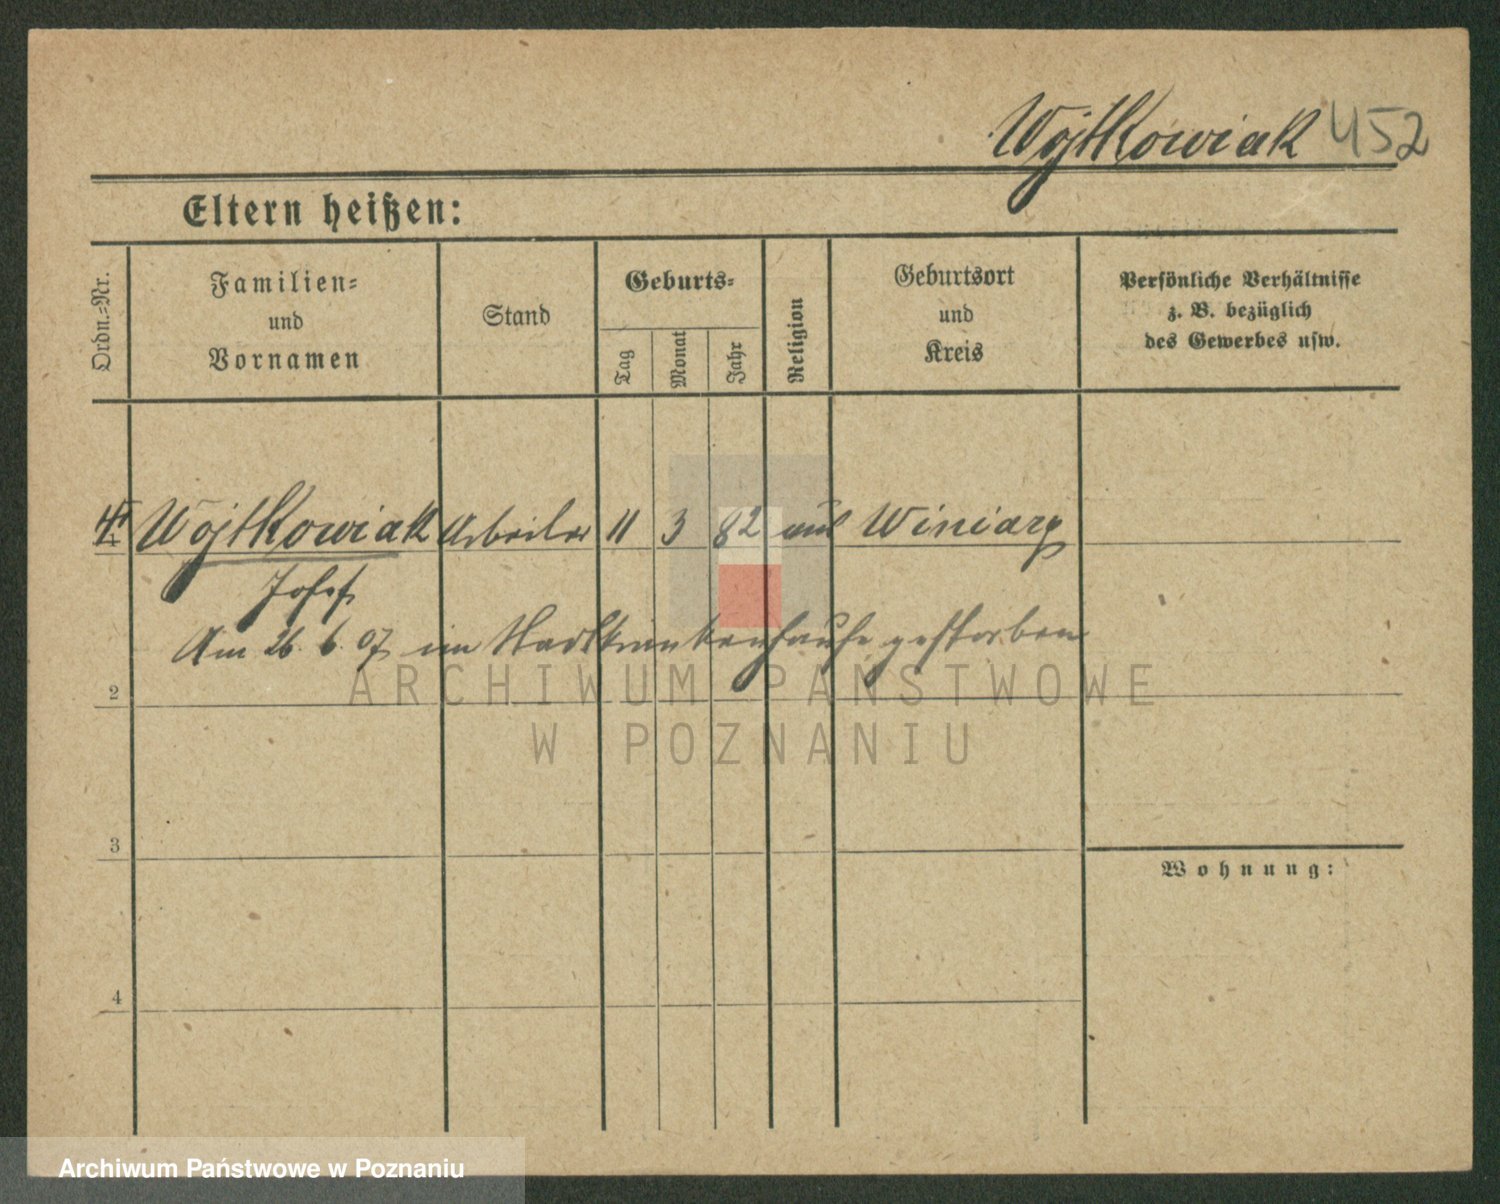 Wojtkowiak 452
Eltern heißen:
Ordn.-Nr.
Familien-
und
Vornamen
Stand
Geburts-
Tag
Monat
Jahr
Religion
Geburtsort
und
Kreis
Persönliche Verhältnisse
z. B. bezüglich
des Gewerbes usw.
Wojtkowiak Arbeiter 11 3 82 Winiary
Josef
Am 26. 6. 07 im Stadtkrankenhause gestorben
ARCHIWUM PAŃSTWOWE
2
W POZNANIU
3
Wohnung:
4
Archiwum Państwowe w Poznaniu